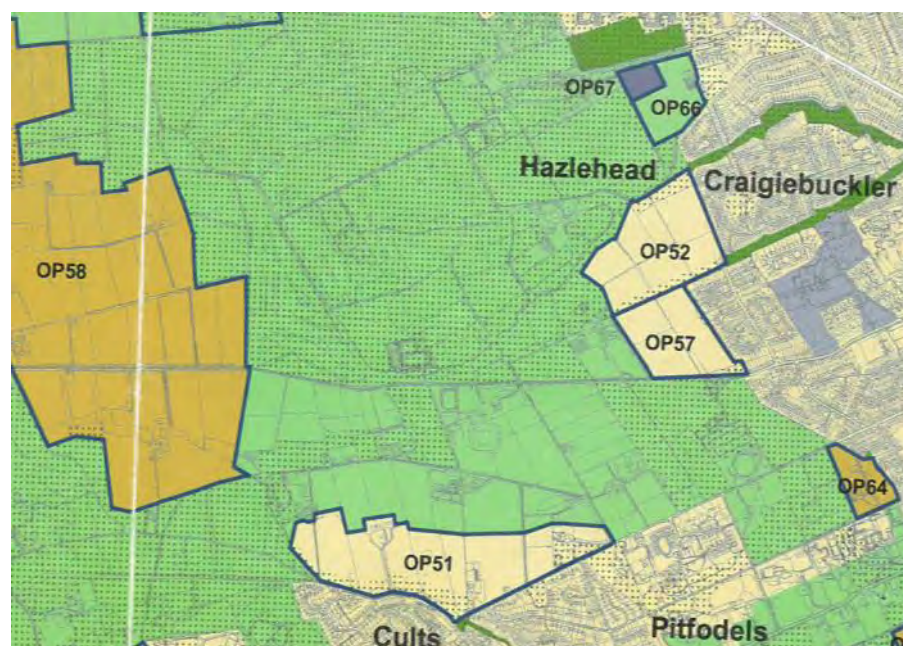 OP67
OP66
Hazlehead
Craigiebuckler
OP58
OP52
OP57
OP64
OP51
Cults
Pitfodels